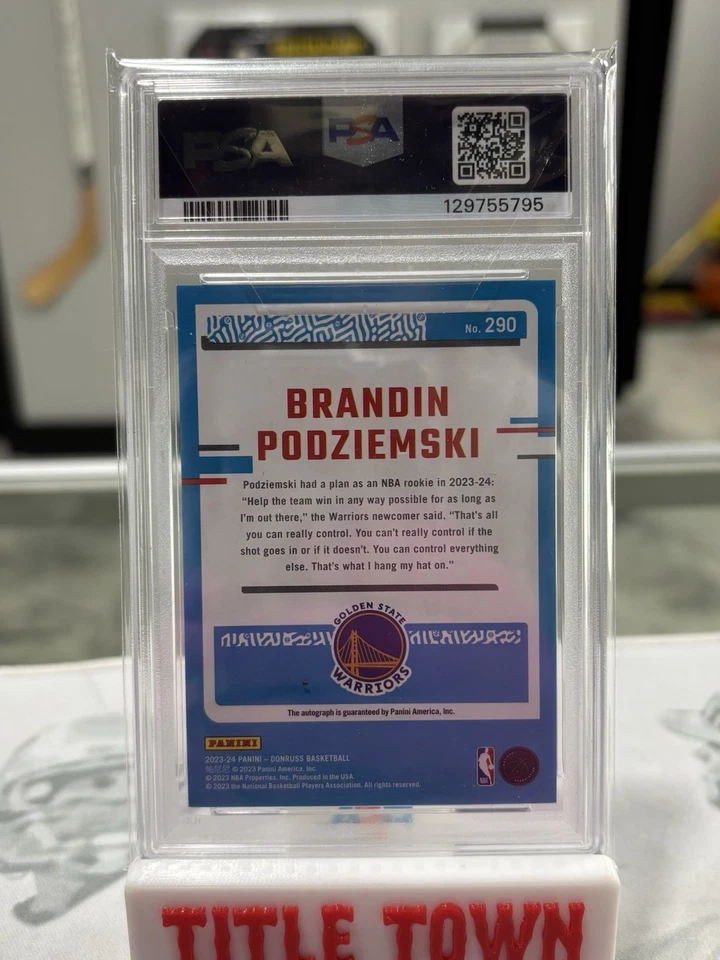 PSA
PSA
129755795
No. 290
BRANDIN
PODZIEMSKI
Podziemski had a plan as an NBA rookie in 2023-24:
“Help the team win in any way possible for as long as
I’m out there,” the Warriors newcomer said. “That’s all
you can really control. You can’t really control if the
shot goes in or if it doesn’t. You can control everything
else. That’s what I hang my hat on.”
GOLDEN STATE
WARRIORS
The autograph is guaranteed by Panini America, Inc.
PANINI
2023-24 PANINI – DONRUSS BASKETBALL
© 2023 Panini America, Inc.
© 2023 NBA Properties, Inc. Produced in the USA.
© 2023 the National Basketball Players Association. All rights reserved.
NBA
TITLE TOWN